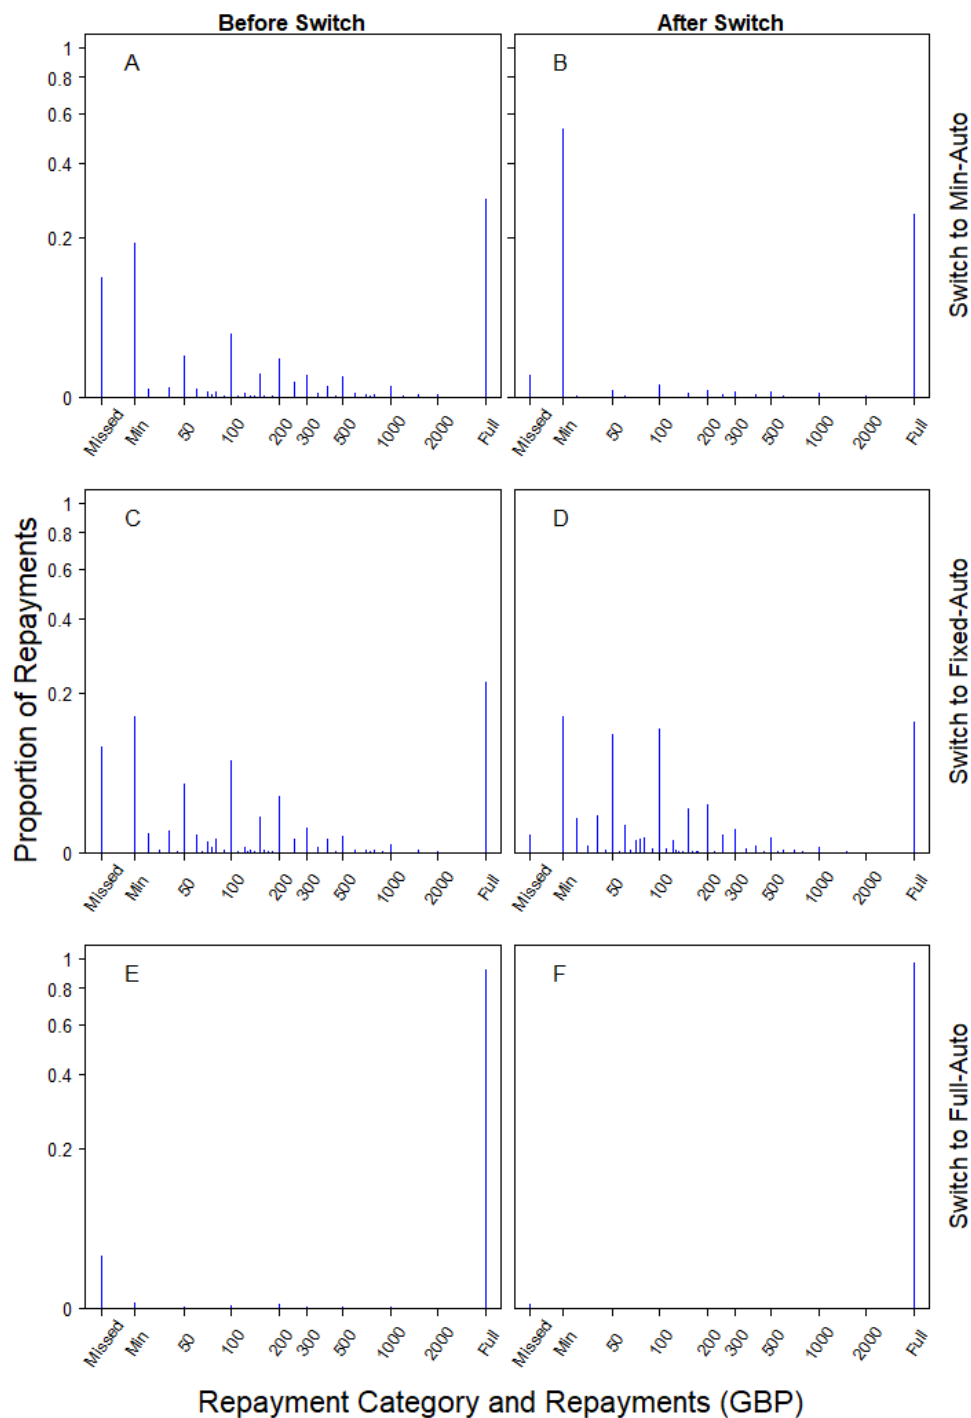 Before Switch
After Switch
A
B
1
0.8
0.6
0.4
0.2
0
Missed
Min
50
100
200
300
500
1000
2000
Full
Missed
Min
50
100
200
300
500
1000
2000
Full
Switch to Min-Auto
C
D
1
0.8
0.6
0.4
0.2
0
Missed
Min
50
100
200
300
500
1000
2000
Full
Missed
Min
50
100
200
300
500
1000
2000
Full
Switch to Fixed-Auto
Proportion of Repayments
E
F
1
0.8
0.6
0.4
0.2
0
Missed
Min
50
100
200
300
500
1000
2000
Full
Missed
Min
50
100
200
300
500
1000
2000
Full
Switch to Full-Auto
Repayment Category and Repayments (GBP)